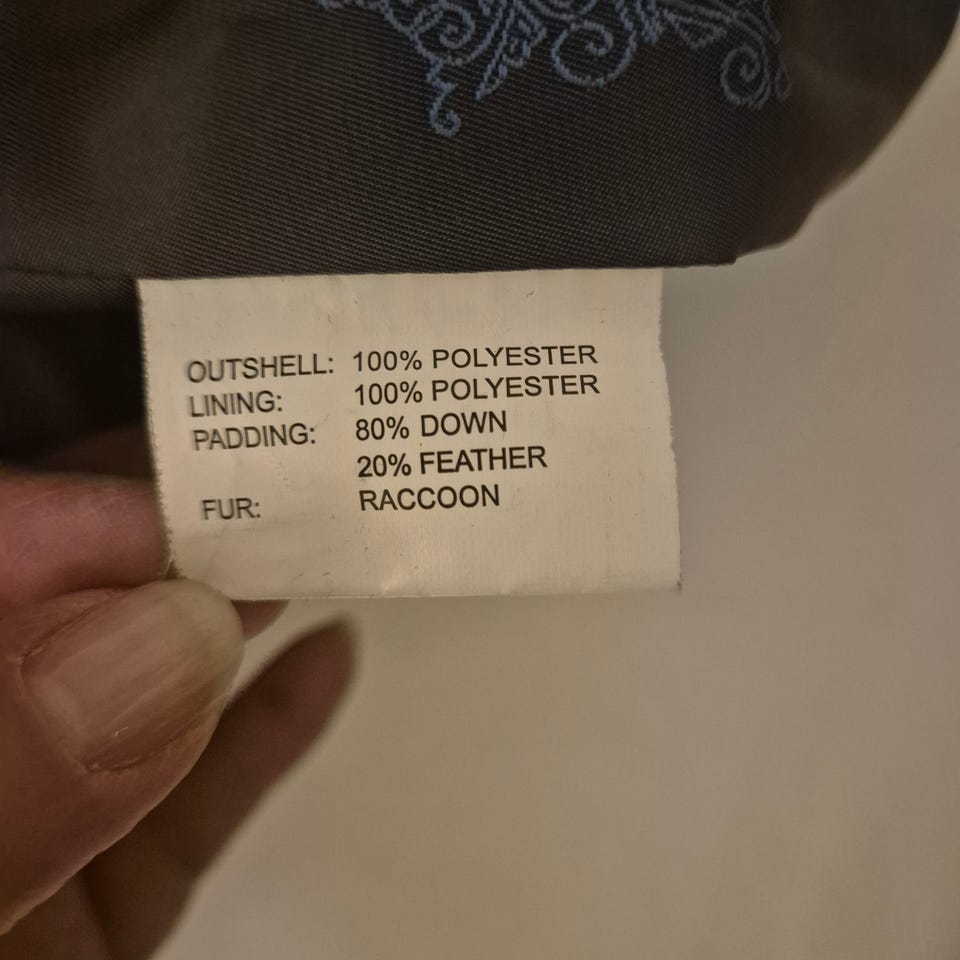 OUTSHELL: 100% POLYESTER
LINING: 100% POLYESTER
PADDING: 80% DOWN
20% FEATHER
FUR: RACCOON